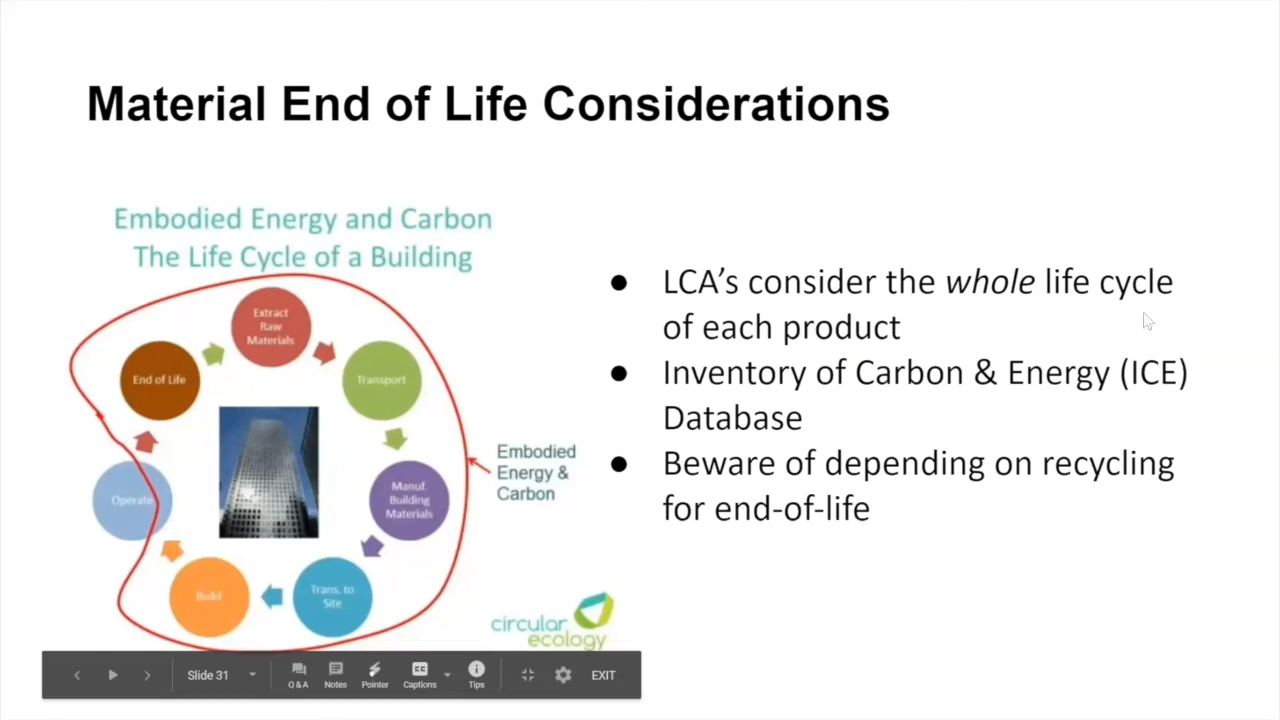 Material End of Life Considerations
Embodied Energy and Carbon
The Life Cycle of a Building
Extract
Raw
Materials
Transport
Manuf.
Building
Materials
Trans. to
Site
Build
Operate
End of Life
Embodied
Energy &
Carbon
circular
ecology
● LCA’s consider the whole life cycle
of each product
● Inventory of Carbon & Energy (ICE)
Database
● Beware of depending on recycling
for end-of-life
Slide 31
Q & A
Notes
Pointer
CC
Captions
Tips
EXIT